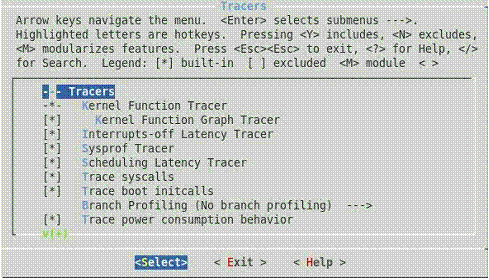 Tracers
Arrow keys navigate the menu.  <Enter> selects submenus --->.
Highlighted letters are hotkeys.  Pressing <Y> includes, <N> excludes,
<M> modularizes features.  Press <Esc><Esc> to exit, <?> for Help, </>
for Search.  Legend: [*] built-in  [ ] excluded  <M> module  < >
--- Tracers
-*-   Kernel Function Tracer
[*]     Kernel Function Graph Tracer
[*]   Interrupts-off Latency Tracer
[*]   Sysprof Tracer
[*]   Scheduling Latency Tracer
[*]   Trace syscalls
[*]   Trace boot initcalls
Branch Profiling (No branch profiling)  --->
[*]   Trace power consumption behavior
v(+)
<Select>    < Exit >    < Help >